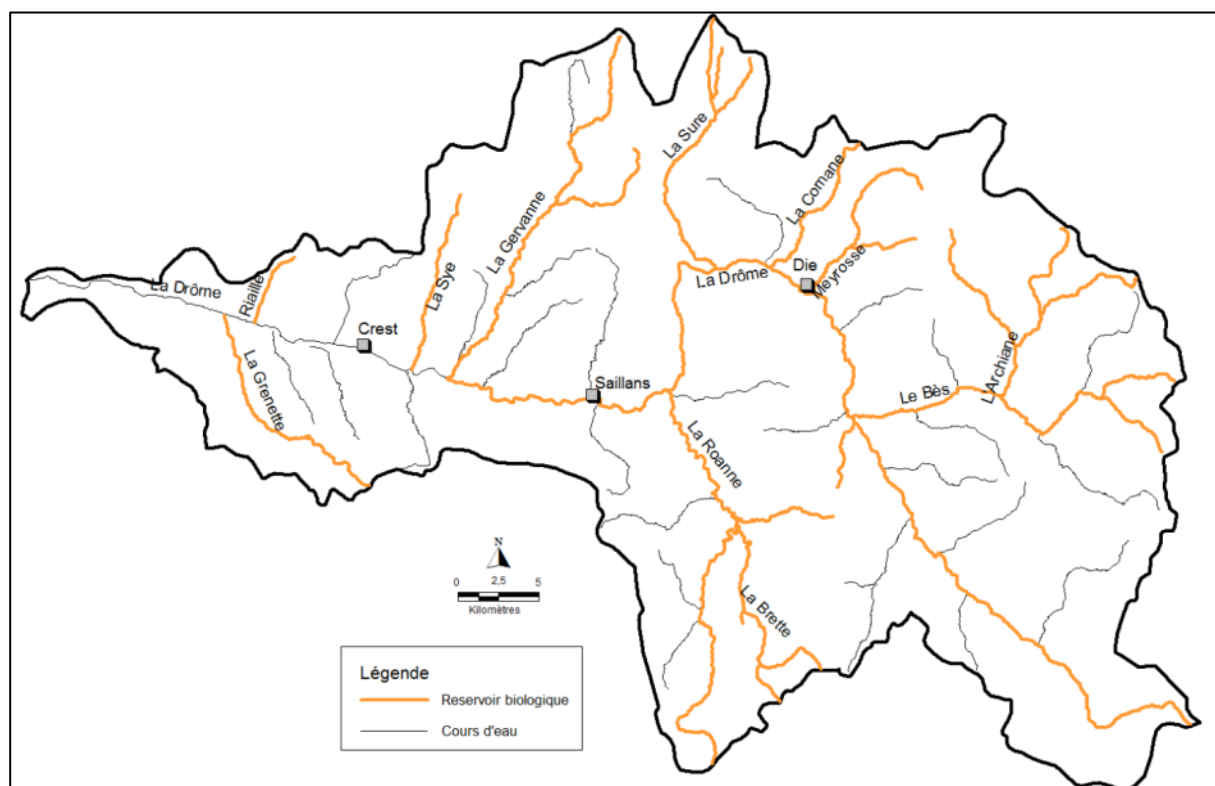 La Sure
La Comane
La Gervanne
Meyrosse
Die
La Drôme
La Drôme
Riaille
La Sye
Crest
L'Archiane
Le Bès
Saillans
La Grenette
La Roanne
La Brette
N
0 2,5 5
Kilomètres
Légende
Reservoir biologique
Cours d'eau